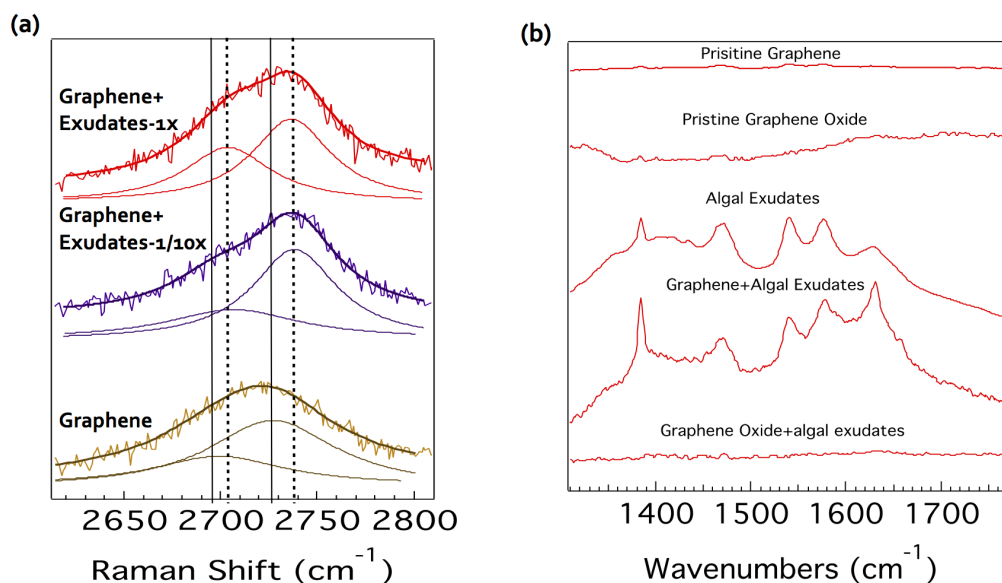 (a)
Graphene+
Exudates-1x
Graphene+
Exudates-1/10x
Graphene
2650 2700 2750 2800
Raman Shift (cm⁻¹)
(b)
Prisitine Graphene
Pristine Graphene Oxide
Algal Exudates
Graphene+Algal Exudates
Graphene Oxide+algal exudates
1400 1500 1600 1700
Wavenumbers (cm⁻¹)